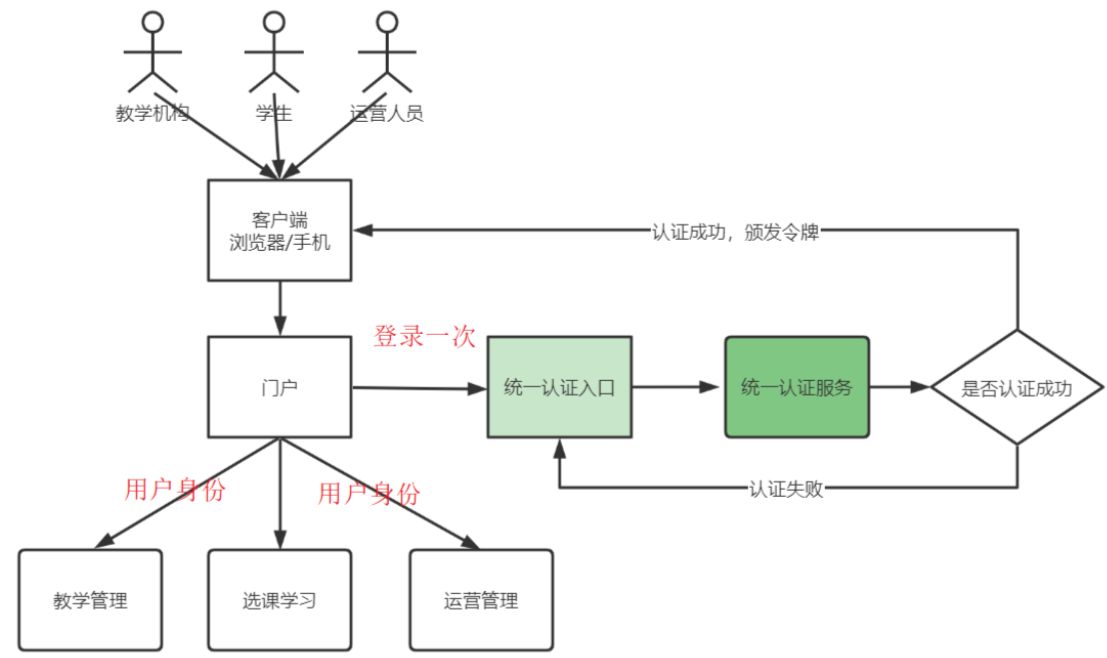 教学机构
学生
运营人员
客户端
浏览器/手机
认证成功，颁发令牌
登录一次
门户
统一认证入口
统一认证服务
是否认证成功
用户身份
用户身份
认证失败
教学管理
选课学习
运营管理